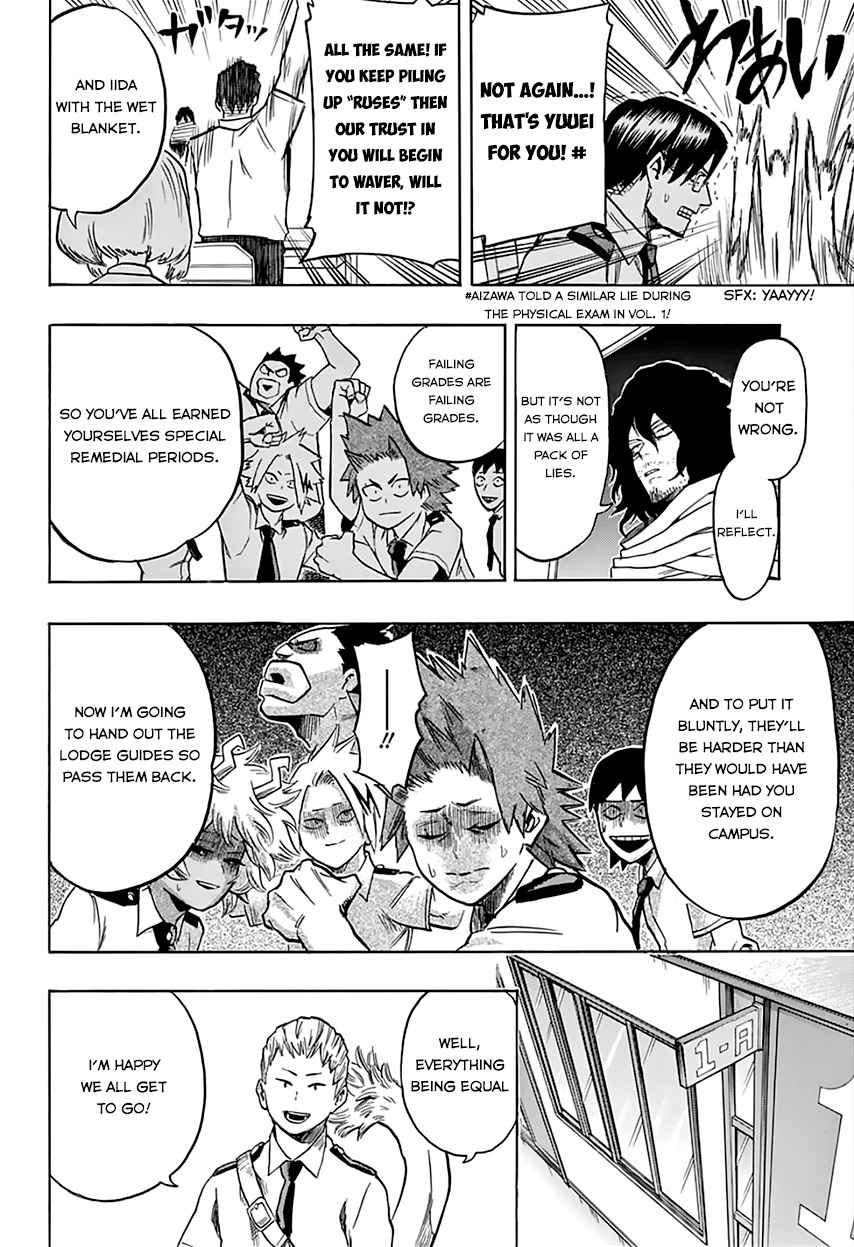 わあい
NOT AGAIN...!
THAT'S YUUEI
FOR YOU! #
SFX: YAAYYY!
#AIZAWA TOLD A SIMILAR LIE DURING
THE PHYSICAL EXAM IN VOL. 1!
ALL THE SAME! IF
YOU KEEP PILING
UP "RUSES" THEN
OUR TRUST IN
YOU WILL BEGIN
TO WAVER, WILL
IT NOT!?
ガタッ
AND IIDA
WITH THE WET
BLANKET.
YOU'RE
NOT
WRONG.
I'LL
REFLECT.
BUT IT'S NOT
AS THOUGH
IT WAS ALL A
PACK OF
LIES.
FAILING
GRADES ARE
FAILING
GRADES.
SO YOU'VE ALL EARNED
YOURSELVES SPECIAL
REMEDIAL PERIODS.
AND TO PUT IT
BLUNTLY, THEY'LL
BE HARDER THAN
THEY WOULD HAVE
BEEN HAD YOU
STAYED ON
CAMPUS.
——!!
NOW I'M GOING
TO HAND OUT THE
LODGE GUIDES SO
PASS THEM BACK.
1-A
1
WELL,
EVERYTHING
BEING EQUAL
I'M HAPPY
WE ALL GET
TO GO!